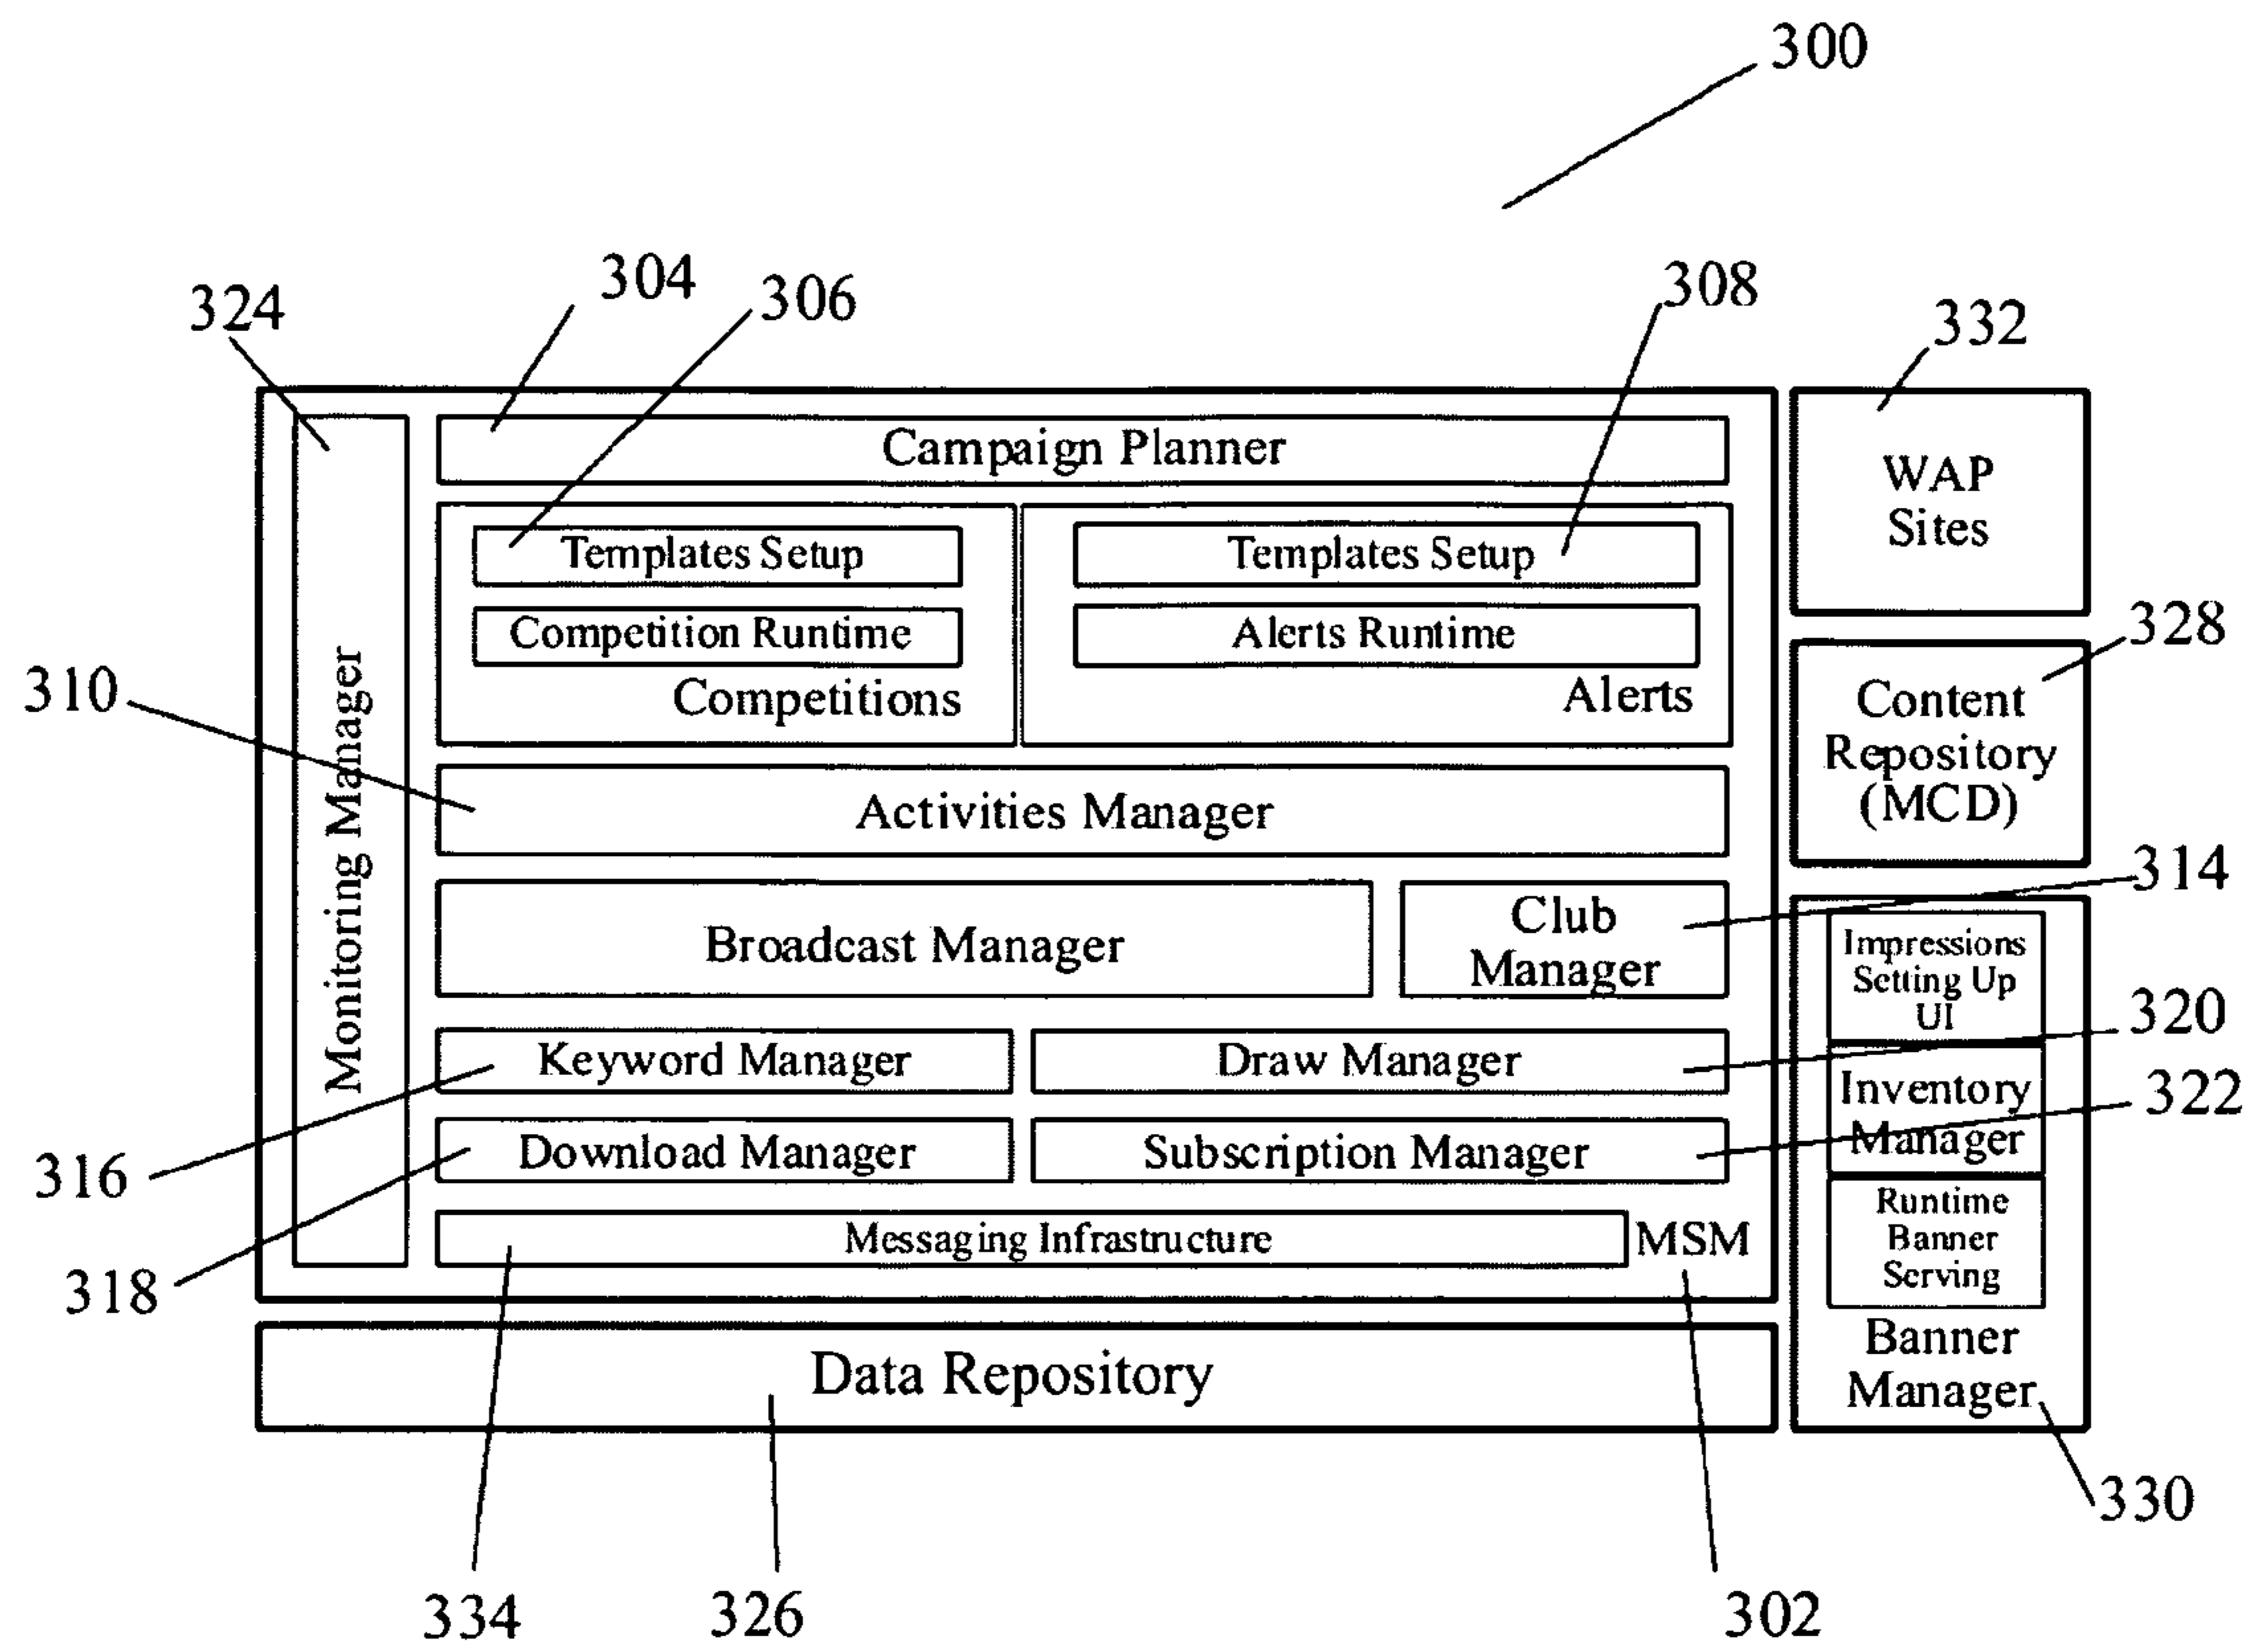 300
304
306
308
324
332
Campaign Planner
WAP
Sites
Templates Setup
Templates Setup
Competition Runtime
Alerts Runtime
Competitions
Alerts
328
310
Monitoring Manager
Content
Repository
(MCD)
Activities Manager
314
Broadcast Manager
Club
Manager
Impressions
Setting Up
UI
320
Keyword Manager
Draw Manager
Inventory
Manager
322
316
Download Manager
Subscription Manager
Runtime
Banner
Serving
318
Messaging Infrastructure
MSM
Banner
Manager
Data Repository
330
334
326
302